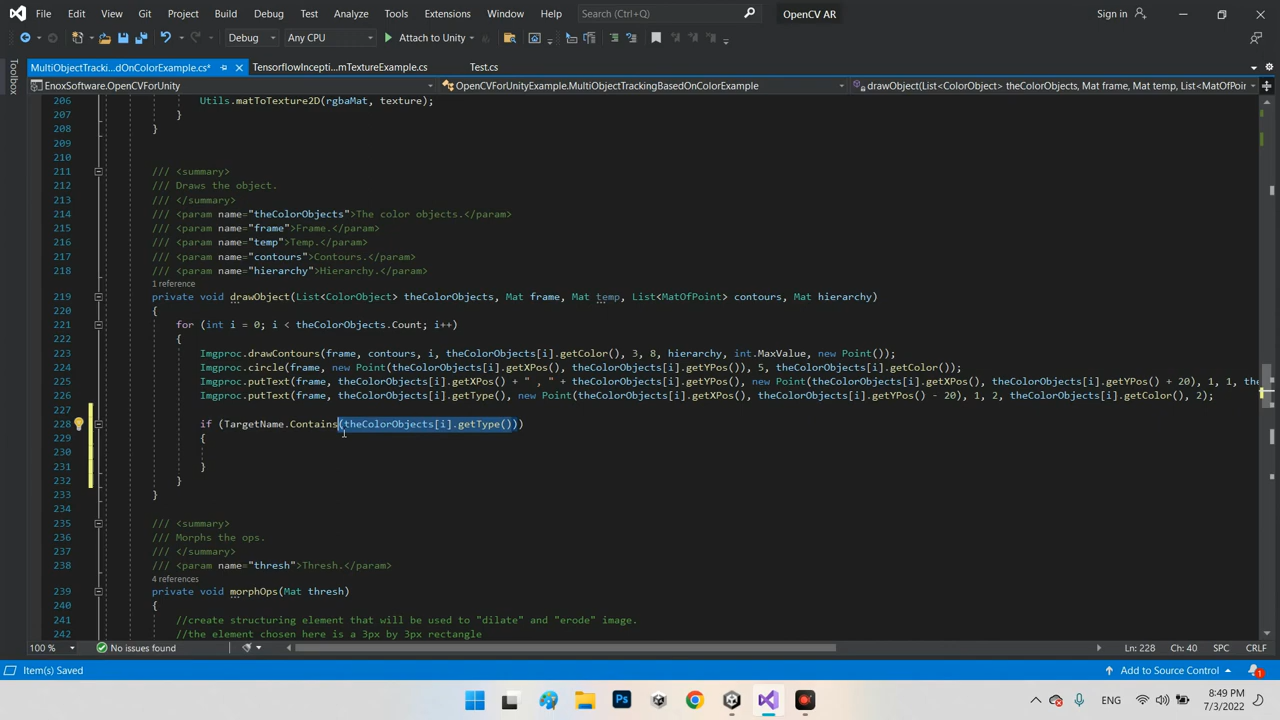 File Edit View Git Project Build Debug Test Analyze Tools Extensions Window Help Search (Ctrl+Q) OpenCV AR Sign in
Debug Any CPU Attach to Unity
Toolbox
MultiObjectTracki...dOnColorExample.cs* TensorflowIncepti...mTextureExample.cs Test.cs
EnoxSoftware.OpenCVForUnity OpenCVForUnityExample.MultiObjectTrackingBasedOnColorExample drawObject(List<ColorObject> theColorObjects, Mat frame, Mat temp, List<MatOfPoin
206 Utils.matToTexture2D(rgbaMat, texture);
207 }
208 }
209
210
211 /// <summary>
212 /// Draws the object.
213 /// </summary>
214 /// <param name="theColorObjects">The color objects.</param>
215 /// <param name="frame">Frame.</param>
216 /// <param name="temp">Temp.</param>
217 /// <param name="contours">Contours.</param>
218 /// <param name="hierarchy">Hierarchy.</param>
1 reference
219 private void drawObject(List<ColorObject> theColorObjects, Mat frame, Mat temp, List<MatOfPoint> contours, Mat hierarchy)
220 {
221 for (int i = 0; i < theColorObjects.Count; i++)
222 {
223 Imgproc.drawContours(frame, contours, i, theColorObjects[i].getColor(), 3, 8, hierarchy, int.MaxValue, new Point());
224 Imgproc.circle(frame, new Point(theColorObjects[i].getXPos(), theColorObjects[i].getYPos()), 5, theColorObjects[i].getColor());
225 Imgproc.putText(frame, theColorObjects[i].getXPos() + " , " + theColorObjects[i].getYPos(), new Point(theColorObjects[i].getXPos(), theColorObjects[i].getYPos() + 20), 1, 1, the
226 Imgproc.putText(frame, theColorObjects[i].getType(), new Point(theColorObjects[i].getXPos(), theColorObjects[i].getYPos() - 20), 1, 2, theColorObjects[i].getColor(), 2);
227
228 if (TargetName.Contains(theColorObjects[i].getType()))
229 {
230
231 }
232 }
233 }
234
235 /// <summary>
236 /// Morphs the ops.
237 /// </summary>
238 /// <param name="thresh">Thresh.</param>
4 references
239 private void morphOps(Mat thresh)
240 {
241 //create structuring element that will be used to "dilate" and "erode" image.
242 //the element chosen here is a 3px by 3px rectangle
100 % No issues found Ln: 228 Ch: 40 SPC CRLF
Item(s) Saved Add to Source Control 1
Ps ENG 8:49 PM
7/3/2022